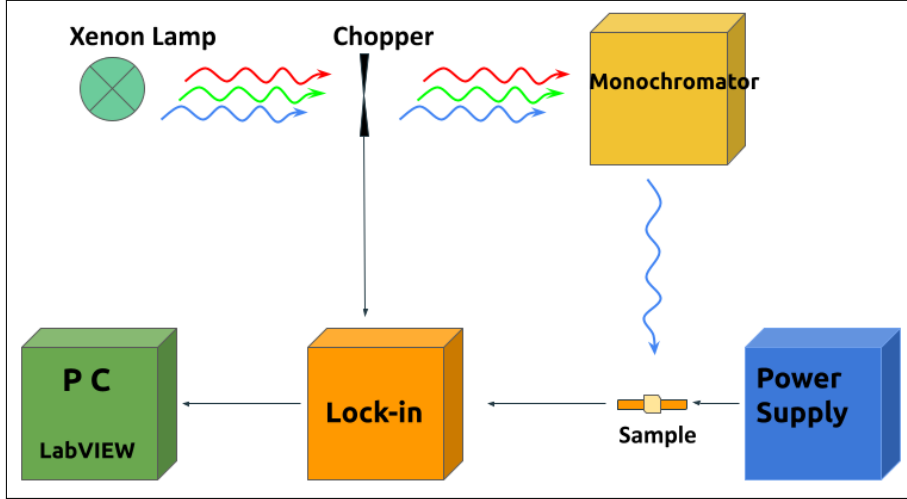 Xenon Lamp
Chopper
Monochromator
P C
LabVIEW
Lock-in
Sample
Power
Supply